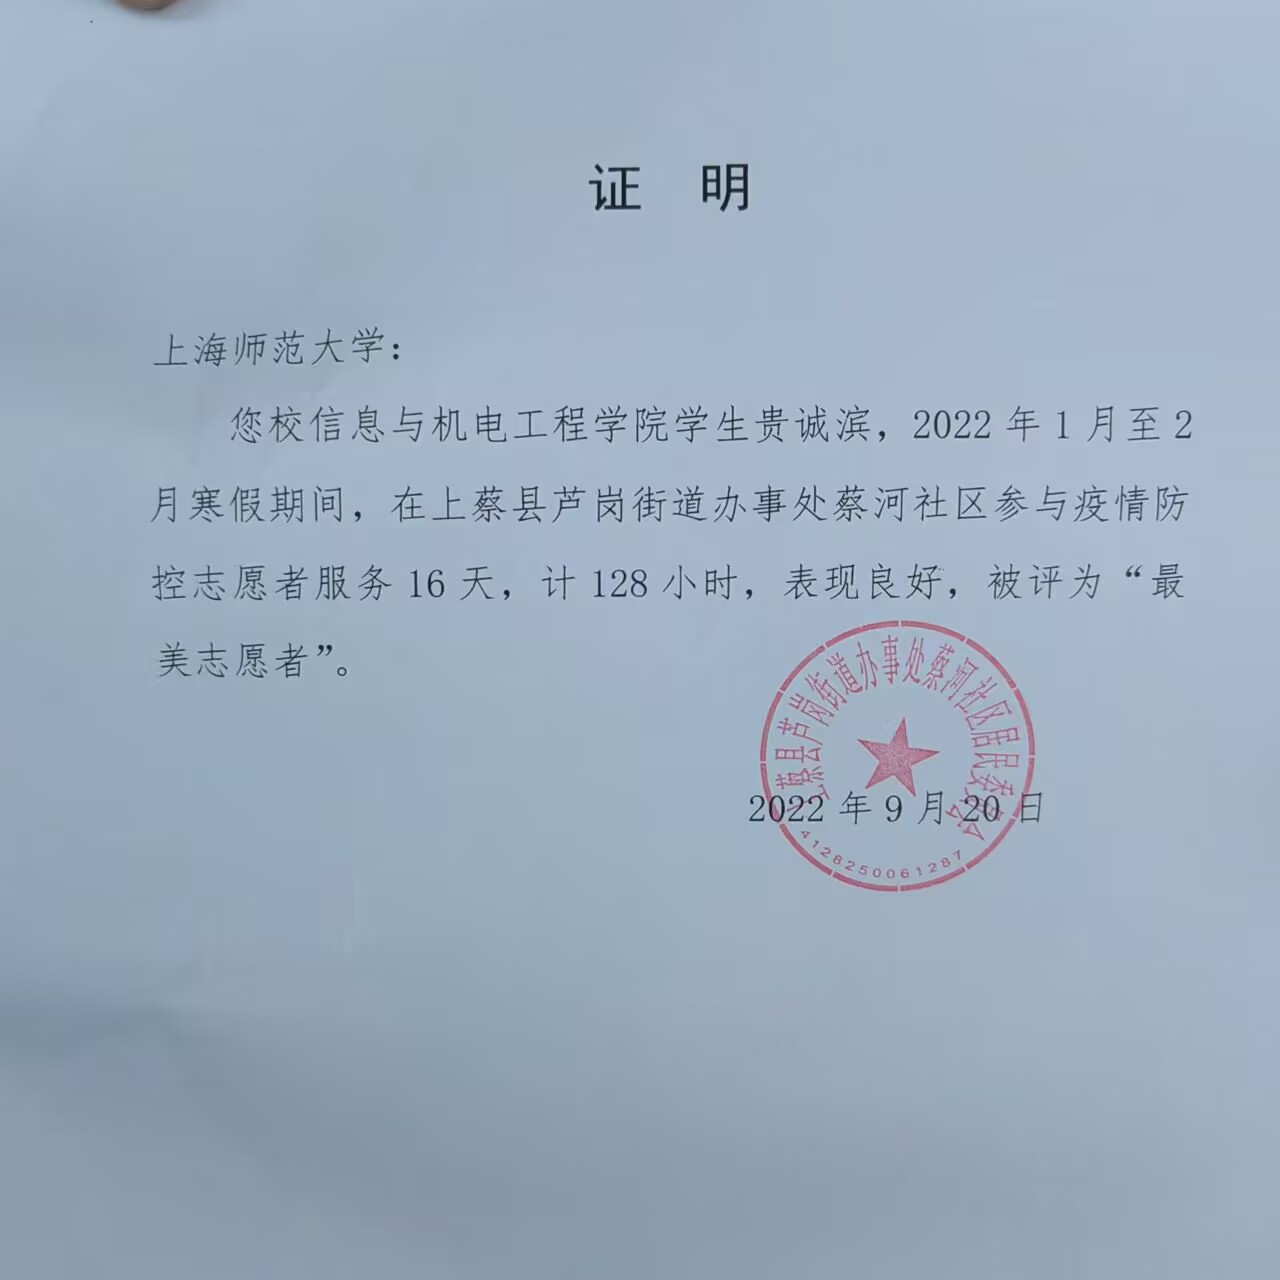 证 明
上海师范大学：
您校信息与机电工程学院学生贵诚滨，2022 年 1 月至 2
月寒假期间，在上蔡县芦岗街道办事处蔡河社区参与疫情防
控志愿者服务 16 天，计 128 小时，表现良好，被评为“最
美志愿者”。
上蔡县芦岗街道办事处蔡河社区居民委员会
2022 年 9 月 20 日
4128250061287